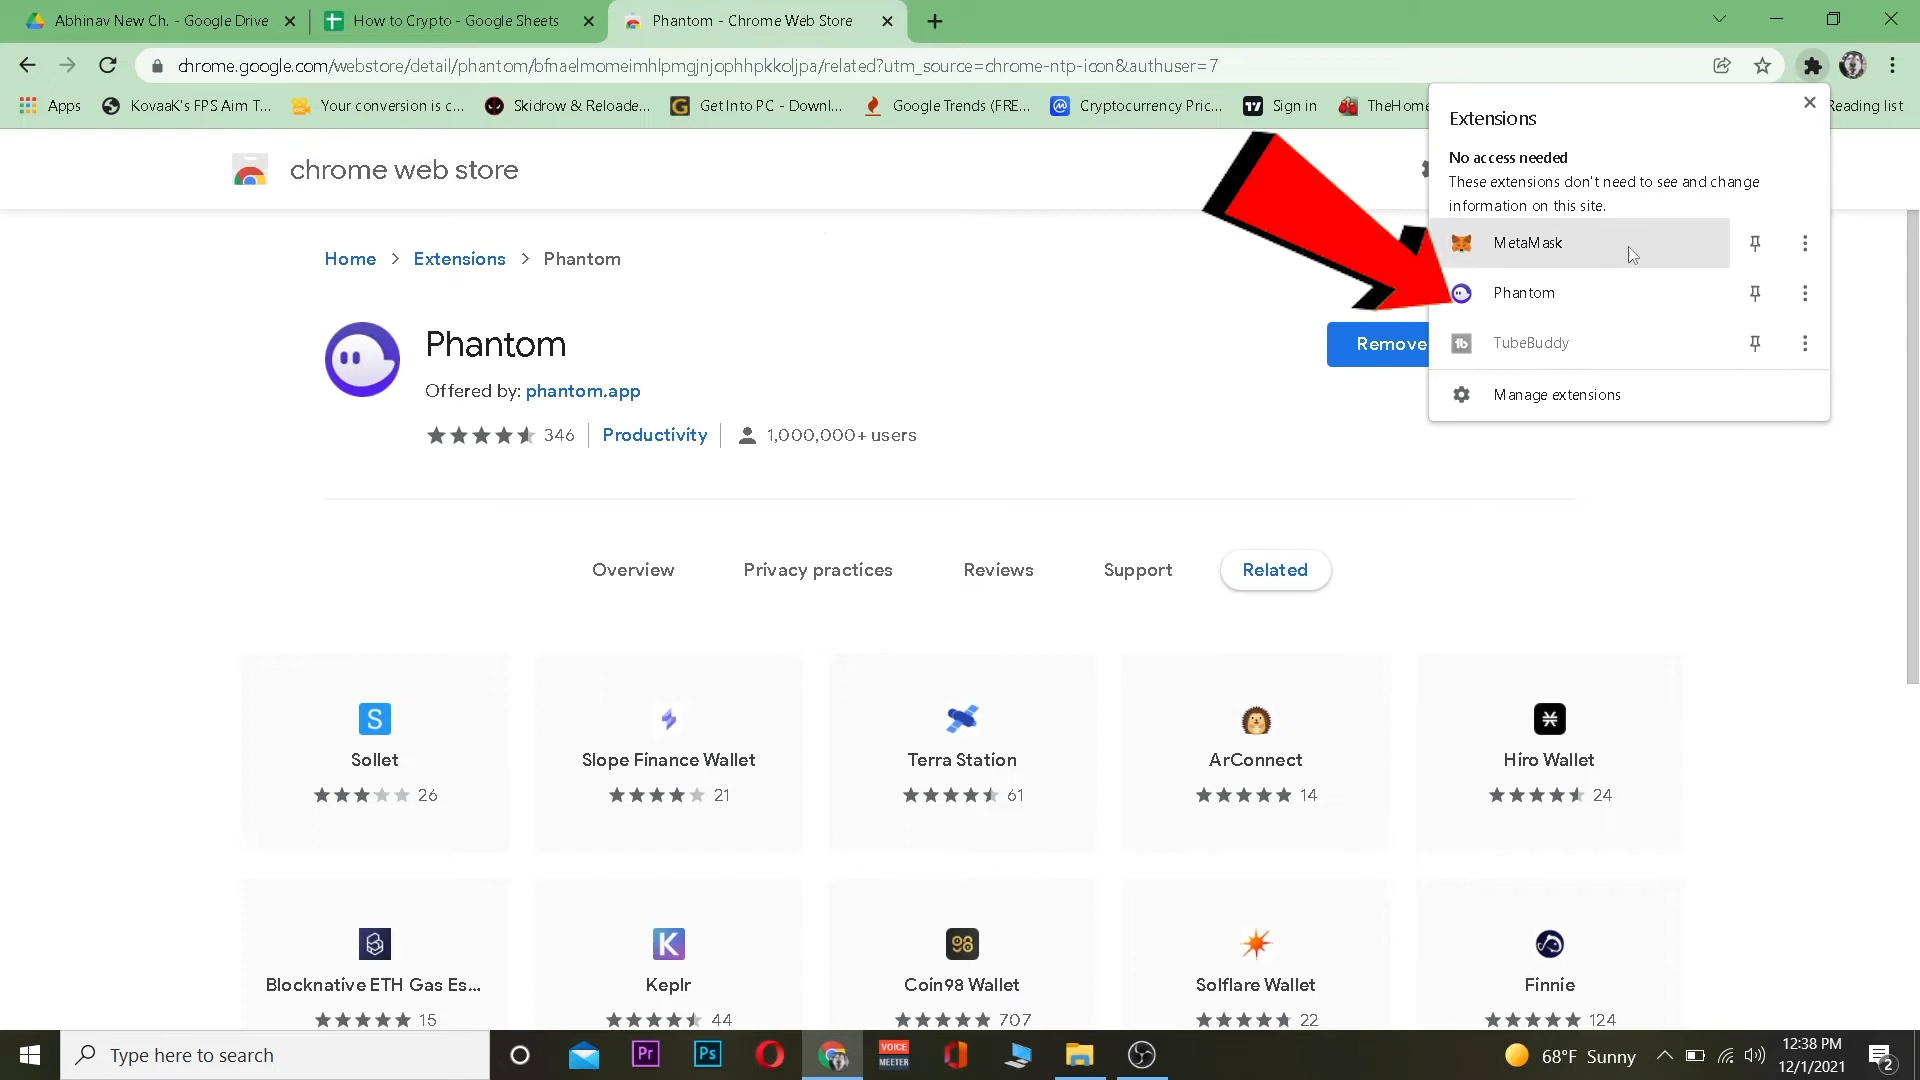 Abhinav New Ch. - Google Drive
How to Crypto - Google Sheets
Phantom - Chrome Web Store
chrome.google.com/webstore/detail/phantom/bfnaelmomeimhlpmgjnjophhpkkoljpa/related?utm_source=chrome-ntp-icon&authuser=7
Apps
KovaaK's FPS Aim T...
Your conversion is c...
Skidrow & Reloade...
Get Into PC - Downl...
Google Trends (FRE...
Cryptocurrency Pric...
Sign in
TheHome
Reading list
Extensions
No access needed
These extensions don't need to see and change
information on this site.
MetaMask
Phantom
TubeBuddy
Manage extensions
chrome web store
Home > Extensions > Phantom
Phantom
Remove
Offered by: phantom.app
346
Productivity
1,000,000+ users
Overview
Privacy practices
Reviews
Support
Related
S
Sollet
26
Slope Finance Wallet
21
Terra Station
61
ArConnect
14
Hiro Wallet
24
Blocknative ETH Gas Es...
15
K
Keplr
44
98
Coin98 Wallet
707
Solflare Wallet
22
Finnie
124
Type here to search
Pr
Ps
VOICE
MEETER
68°F Sunny
12:38 PM
12/1/2021
2